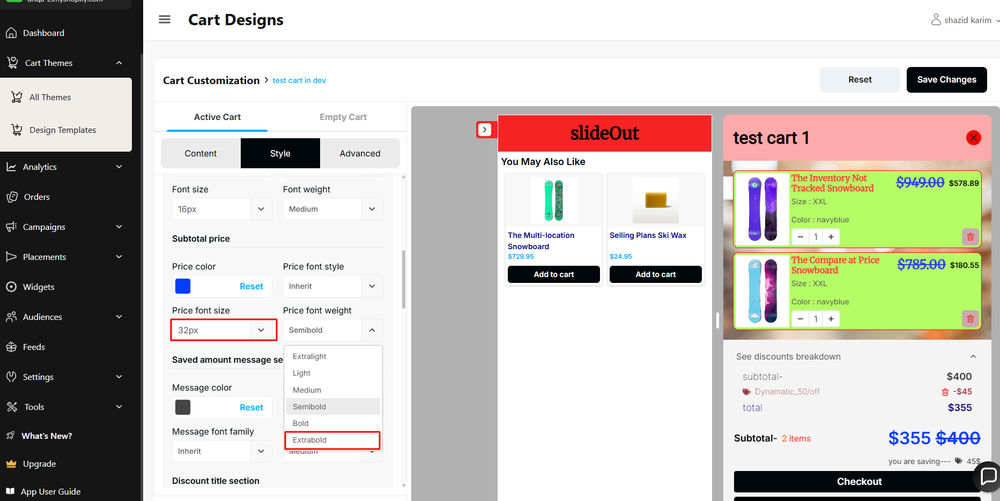 Cart Designs
shazid karim
Dashboard
Cart Themes
All Themes
Design Templates
Analytics
Orders
Campaigns
Placements
Widgets
Audiences
Feeds
Settings
Tools
What's New?
Upgrade
App User Guide
Cart Customization > test cart in dev
Reset
Save Changes
Active Cart
Empty Cart
Content
Style
Advanced
Font size
Font weight
16px
Medium
Subtotal price
Price color
Price font style
Reset
Inherit
Price font size
Price font weight
32px
Semibold
Extralight
Light
Medium
Semibold
Bold
Extrabold
Saved amount message se
Message color
Reset
Message font family
Inherit
Medium
Discount title section
slideOut
You May Also Like
The Multi-location
Snowboard
$729.95
Add to cart
Selling Plans Ski Wax
$24.95
Add to cart
test cart 1
The Inventory Not
Tracked Snowboard
$949.00 $578.89
Size : XXL
Color : navyblue
− 1 +
The Compare at Price
Snowboard
$785.00 $180.55
Size : XXL
Color : navyblue
− 1 +
See discounts breakdown
subtotal- $400
Dynamatic_50/off -$45
total $355
Subtotal- 2 items $355 $400
you are saving--- 45$
Checkout